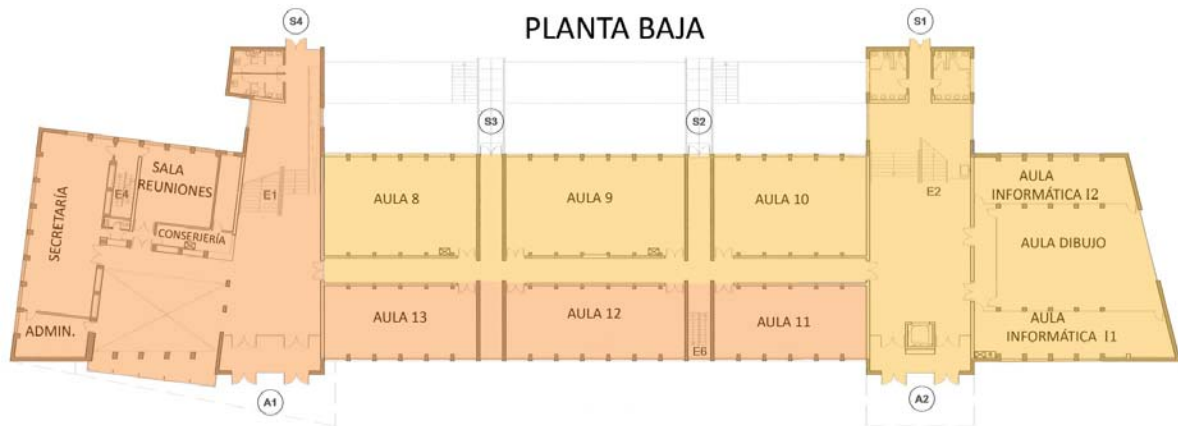 PLANTA BAJA
S4
S1
S3
S2
SALA
REUNIONES
E4
E1
SECRETARÍA
CONSERJERÍA
ADMIN.
AULA 8
AULA 9
AULA 10
E2
AULA
INFORMÁTICA I2
AULA DIBUJO
AULA 13
AULA 12
E6
AULA 11
AULA
INFORMÁTICA I1
A1
A2